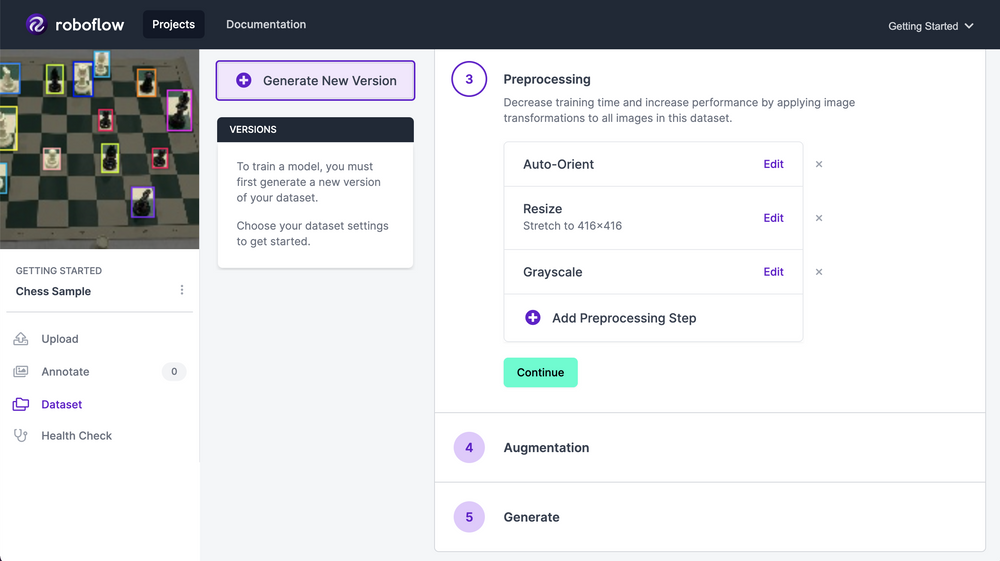 roboflow
Projects
Documentation
Getting Started
Generate New Version
VERSIONS
To train a model, you must
first generate a new version
of your dataset.
Choose your dataset settings
to get started.
GETTING STARTED
Chess Sample
Upload
Annotate
0
Dataset
Health Check
3
Preprocessing
Decrease training time and increase performance by applying image
transformations to all images in this dataset.
Auto-Orient
Edit
×
Resize
Stretch to 416×416
Edit
×
Grayscale
Edit
×
Add Preprocessing Step
Continue
4
Augmentation
5
Generate